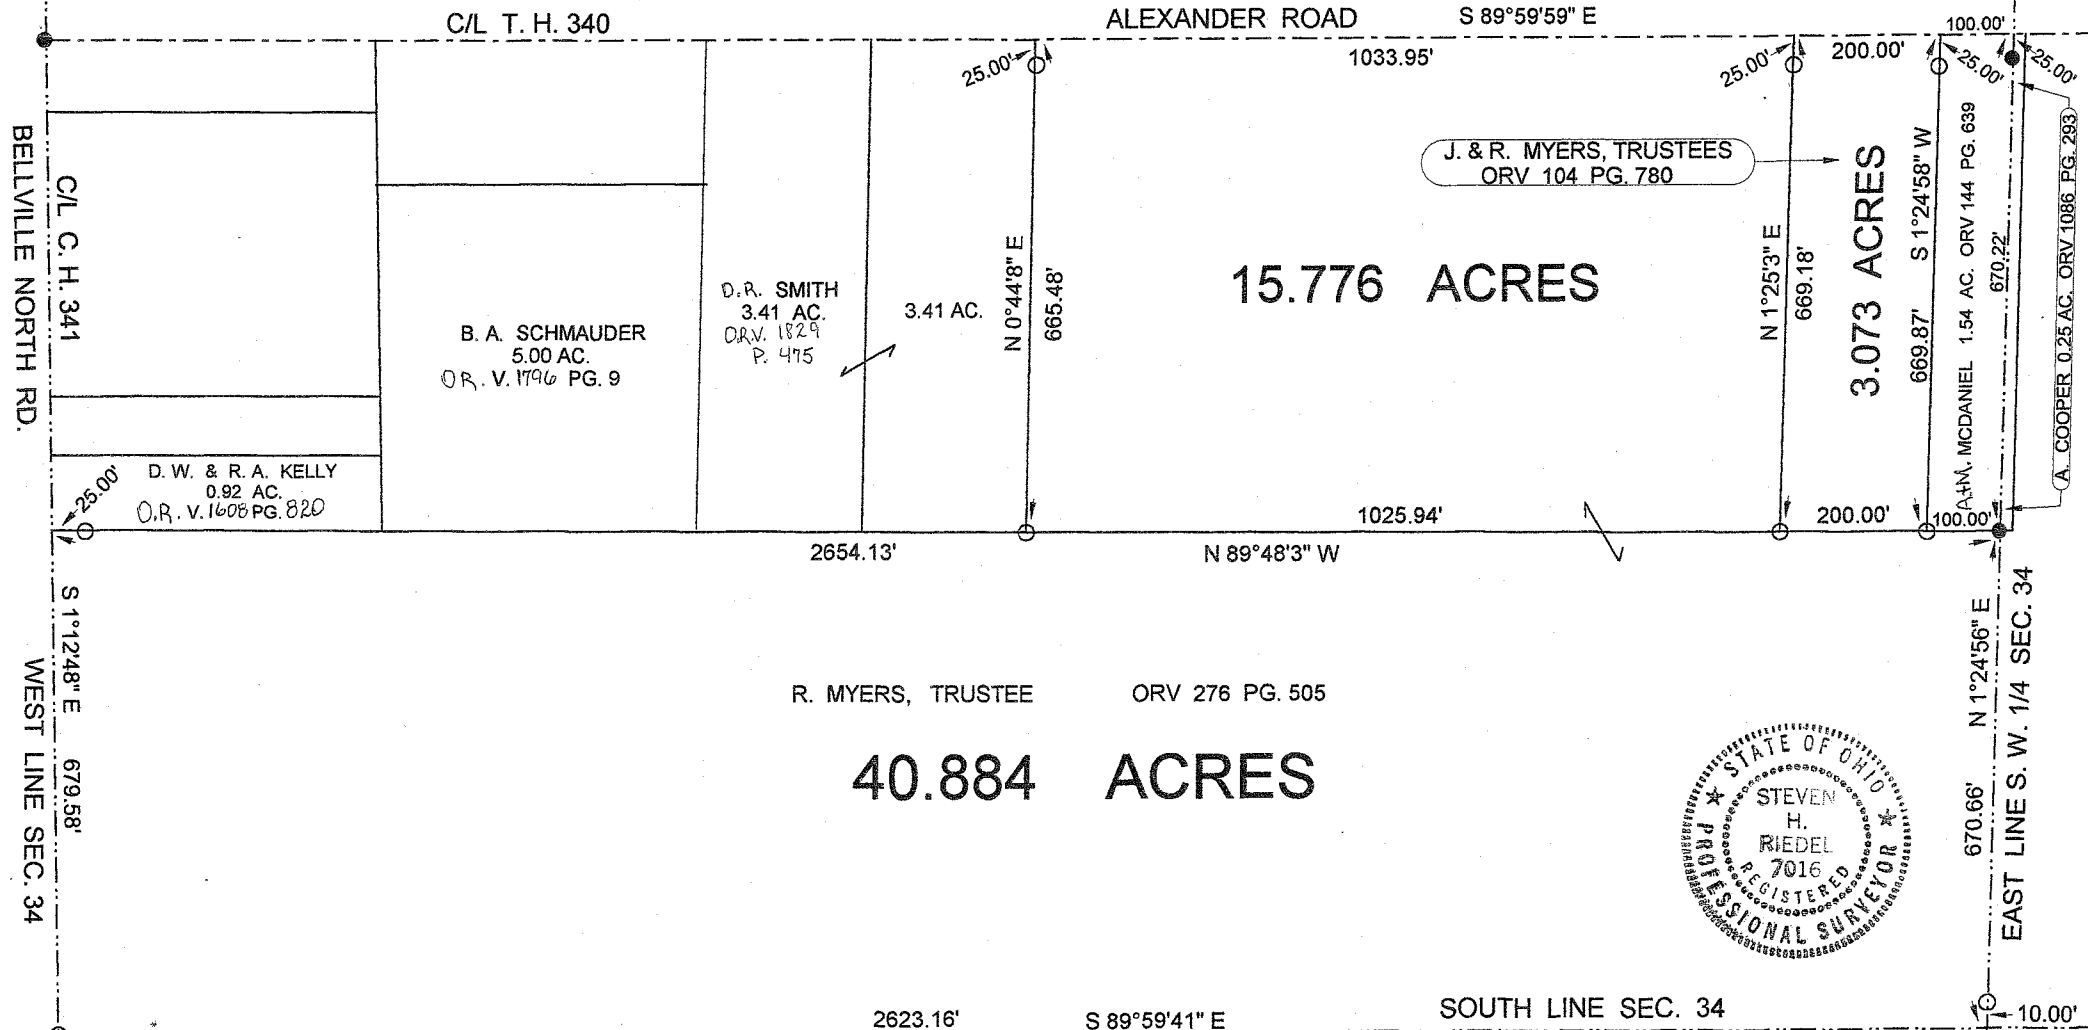 C/L T. H. 340
ALEXANDER ROAD
S 89°59'59" E
100.00'
25.00'
1033.95'
25.00'
200.00'
25.00'
25.00'
BELLVILLE NORTH RD.
C/L C. H. 341
J. & R. MYERS, TRUSTEES
ORV 104 PG. 780
B. A. SCHMAUDER
5.00 AC.
O.R. V. 1796 PG. 9
D.R. SMITH
3.41 AC.
O.R.V. 1829
P. 475
3.41 AC.
N 0°44'8" E
665.48'
15.776 ACRES
N 1°25'3" E
669.18'
3.073 ACRES
S 1°24'58" W
669.87'
A.+M. MCDANIEL 1.54 AC. ORV 144 PG. 639
670.22'
A. COOPER 0.25 AC. ORV 1086 PG. 293
D. W. & R. A. KELLY
0.92 AC.
O.R. V. 1608 PG. 820
25.00'
2654.13'
N 89°48'3" W
1025.94'
200.00'
100.00'
S 1°12'48" E 679.58'
WEST LINE SEC. 34
R. MYERS, TRUSTEE ORV 276 PG. 505
40.884 ACRES
N 1°24'56" E
670.66'
EAST LINE S. W. 1/4 SEC. 34
STATE OF OHIO
STEVEN
H.
RIEDEL
7016
REGISTERED
PROFESSIONAL SURVEYOR
2623.16'
S 89°59'41" E
SOUTH LINE SEC. 34
10.00'